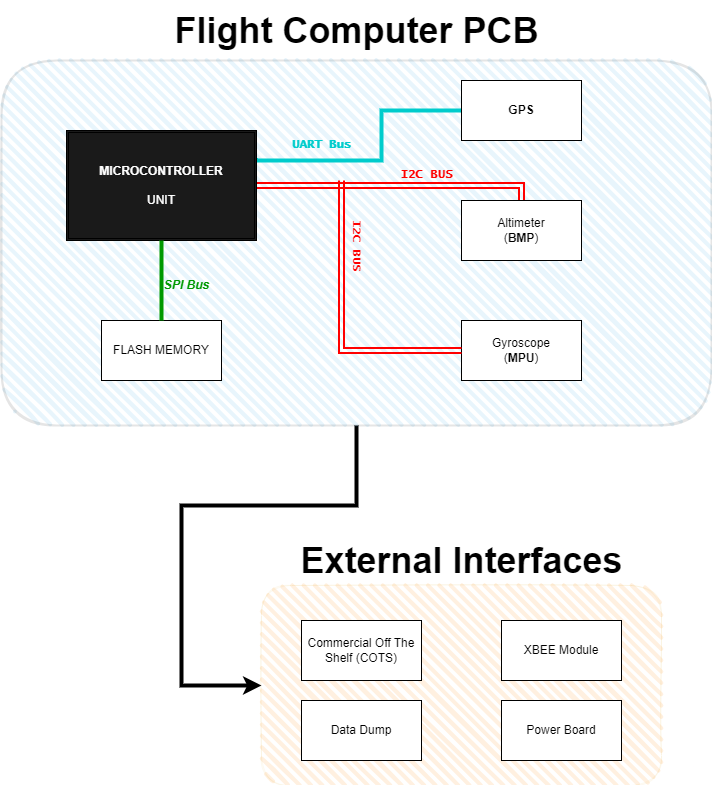 Flight Computer PCB
GPS
UART Bus
MICROCONTROLLER
UNIT
I2C BUS
Altimeter
(BMP)
I2C BUS
SPI Bus
FLASH MEMORY
Gyroscope
(MPU)
External Interfaces
Commercial Off The
Shelf (COTS)
XBEE Module
Data Dump
Power Board